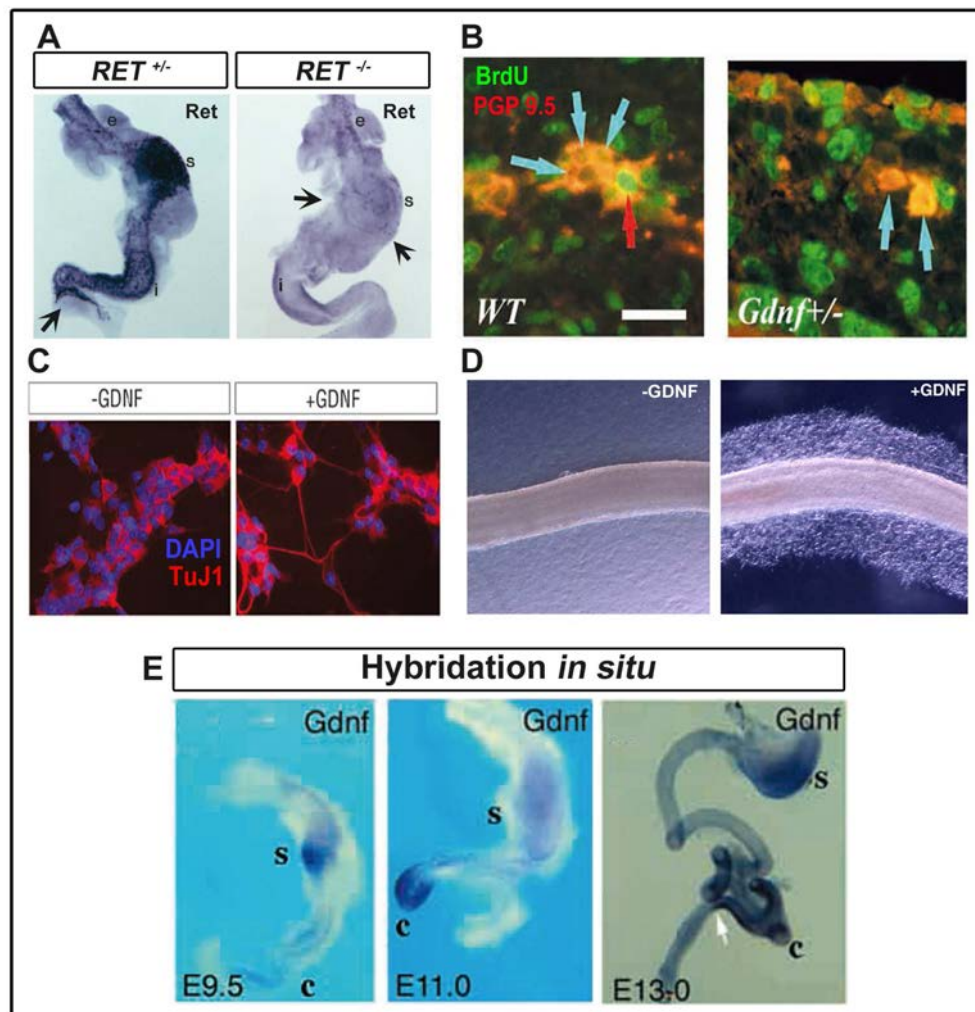 A
RET +/-
RET -/-
Ret
e
s
i
Ret
e
s
i
B
BrdU
PGP 9.5
WT
Gdnf+/-
C
-GDNF
+GDNF
DAPI
TuJ1
D
-GDNF
+GDNF
E
Hybridation in situ
Gdnf
s
E9.5
c
Gdnf
s
c
E11.0
Gdnf
s
c
E13.0